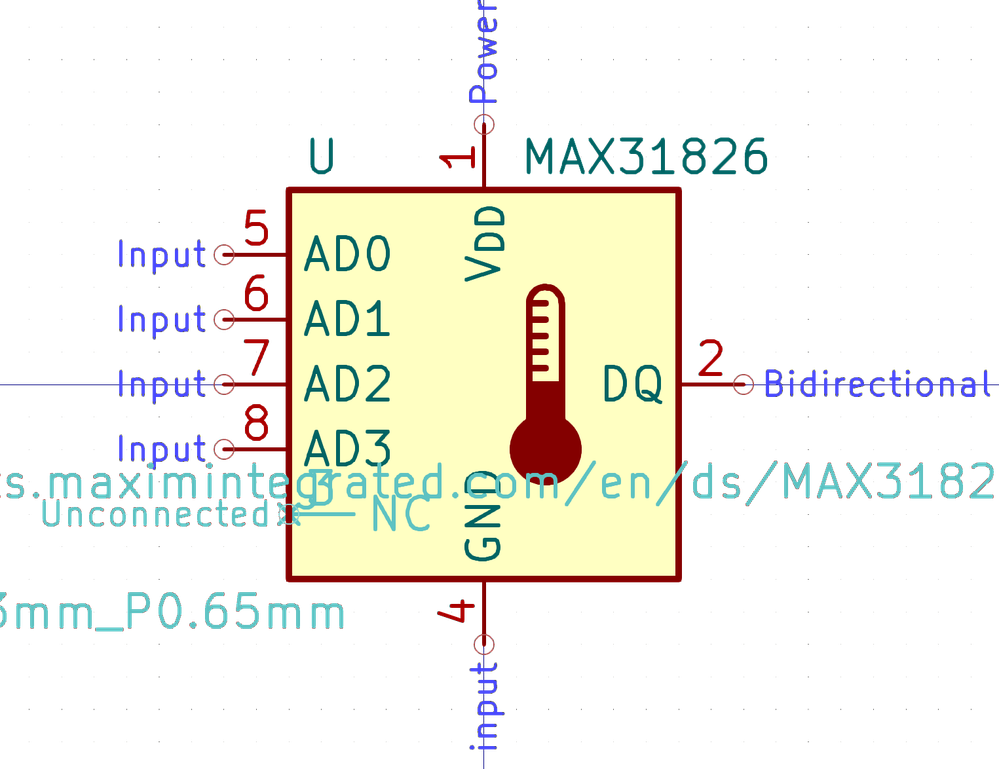 Power
U
1
MAX31826
5
Input
AD0
VDD
6
Input
AD1
7
Input
AD2
2
DQ
Bidirectional
8
Input
AD3
3
s.maximintegrated.com/en/ds/MAX3182
Unconnected
NC
GND
3mm_P0.65mm
4
input